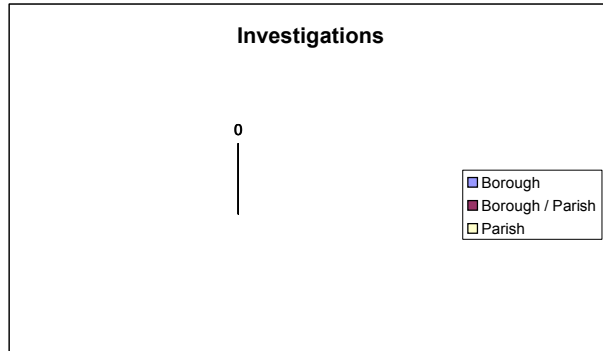 Investigations
0
Borough
Borough / Parish
Parish